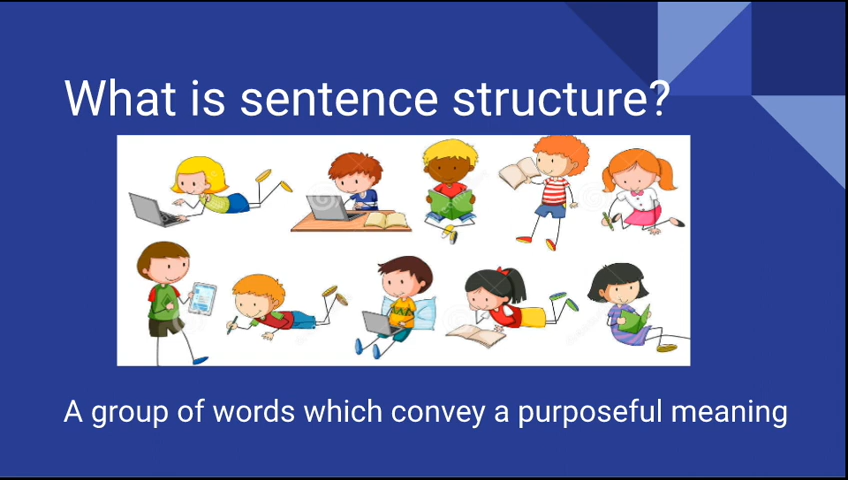 What is sentence structure?
A group of words which convey a purposeful meaning